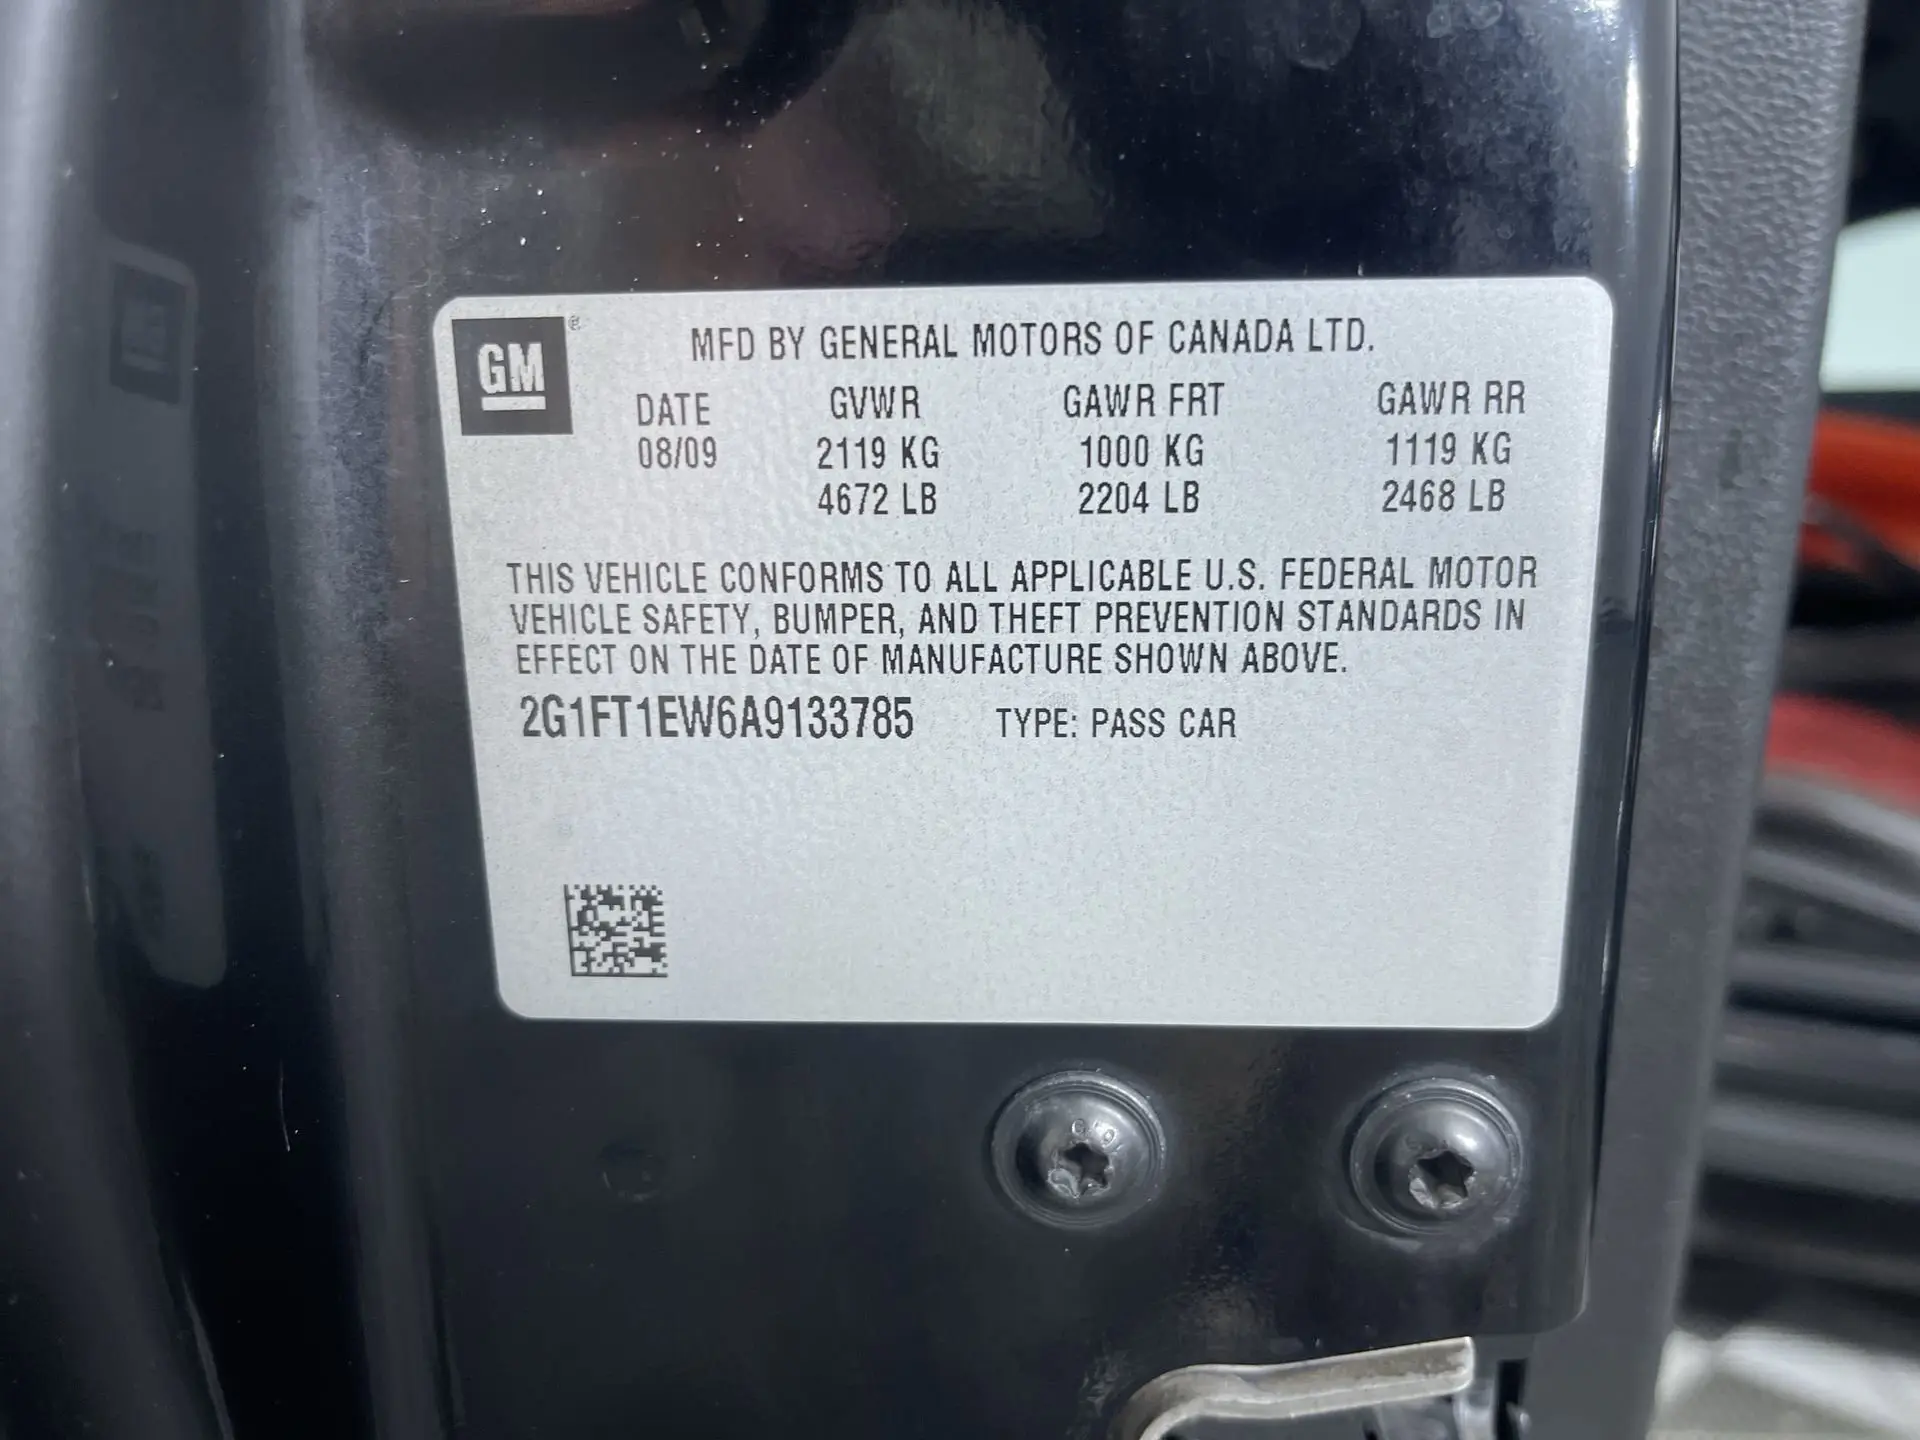 GM®
MFD BY GENERAL MOTORS OF CANADA LTD.
DATE GVWR GAWR FRT GAWR RR
08/09 2119 KG 1000 KG 1119 KG
4672 LB 2204 LB 2468 LB
THIS VEHICLE CONFORMS TO ALL APPLICABLE U.S. FEDERAL MOTOR
VEHICLE SAFETY, BUMPER, AND THEFT PREVENTION STANDARDS IN
EFFECT ON THE DATE OF MANUFACTURE SHOWN ABOVE.
2G1FT1EW6A9133785 TYPE: PASS CAR